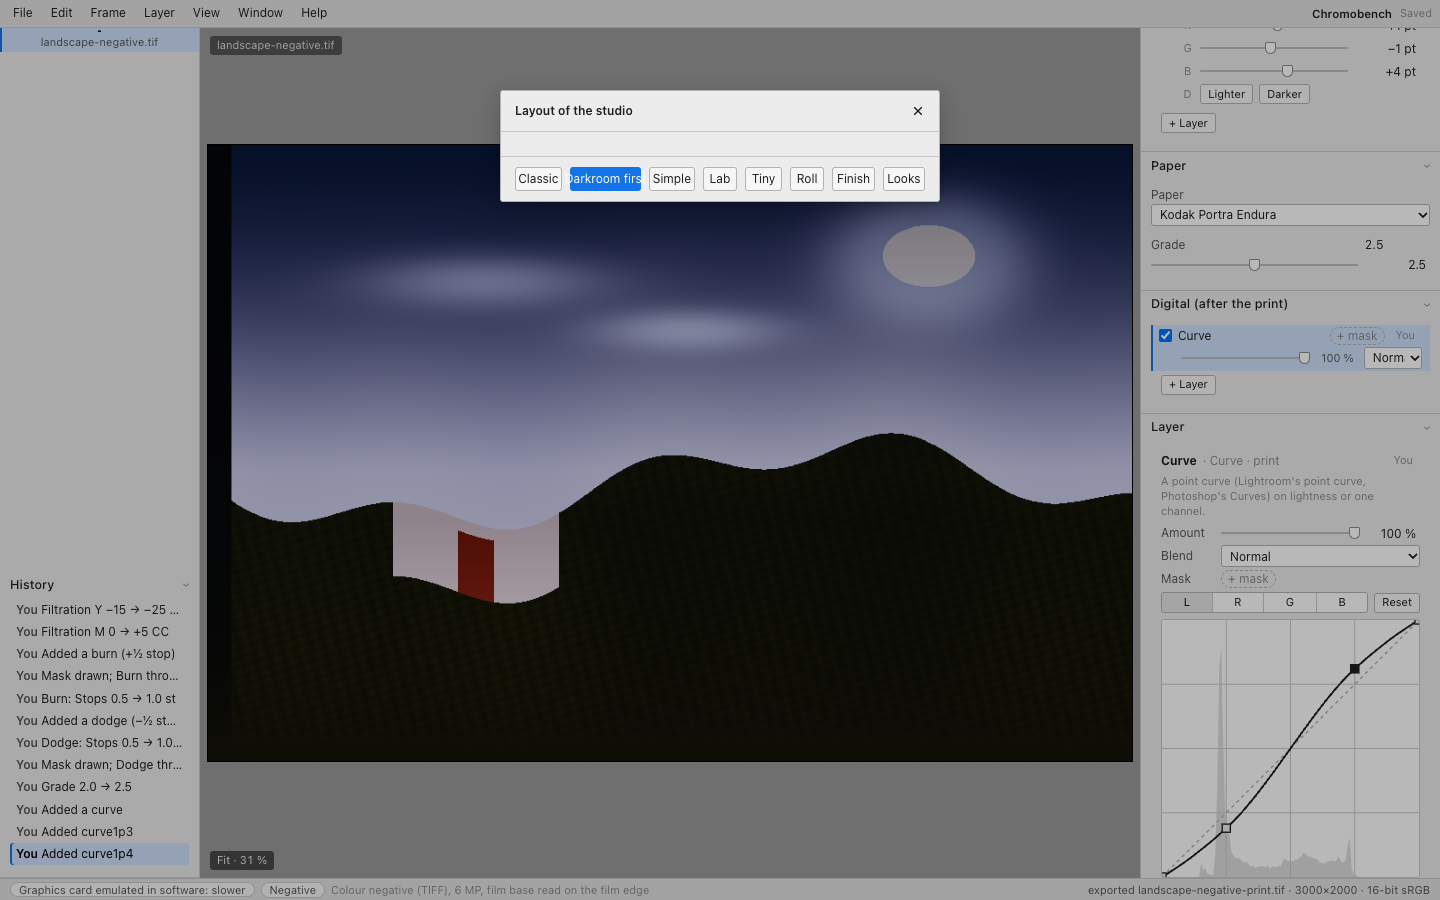 File Edit Frame Layer View Window Help
Chromobench Saved
landscape-negative.tif
landscape-negative.tif
G −1 pt
B +4 pt
D Lighter Darker
+ Layer
Layout of the studio ×
Classic Darkroom firs Simple Lab Tiny Roll Finish Looks
Paper
Paper
Kodak Portra Endura
Grade 2.5
2.5
Digital (after the print)
Curve + mask You
100 % Norm
+ Layer
Layer
Curve · Curve · print You
A point curve (Lightroom's point curve,
Photoshop's Curves) on lightness or one
channel.
Amount 100 %
Blend Normal
Mask + mask
L R G B Reset
History
You Filtration Y −15 → −25 ...
You Filtration M 0 → +5 CC
You Added a burn (+½ stop)
You Mask drawn; Burn thro...
You Burn: Stops 0.5 → 1.0 st
You Added a dodge (−½ st...
You Dodge: Stops 0.5 → 1.0...
You Mask drawn; Dodge thr...
You Grade 2.0 → 2.5
You Added a curve
You Added curve1p3
You Added curve1p4
Fit · 31 %
Graphics card emulated in software: slower Negative Colour negative (TIFF), 6 MP, film base read on the film edge
exported landscape-negative-print.tif · 3000×2000 · 16-bit sRGB